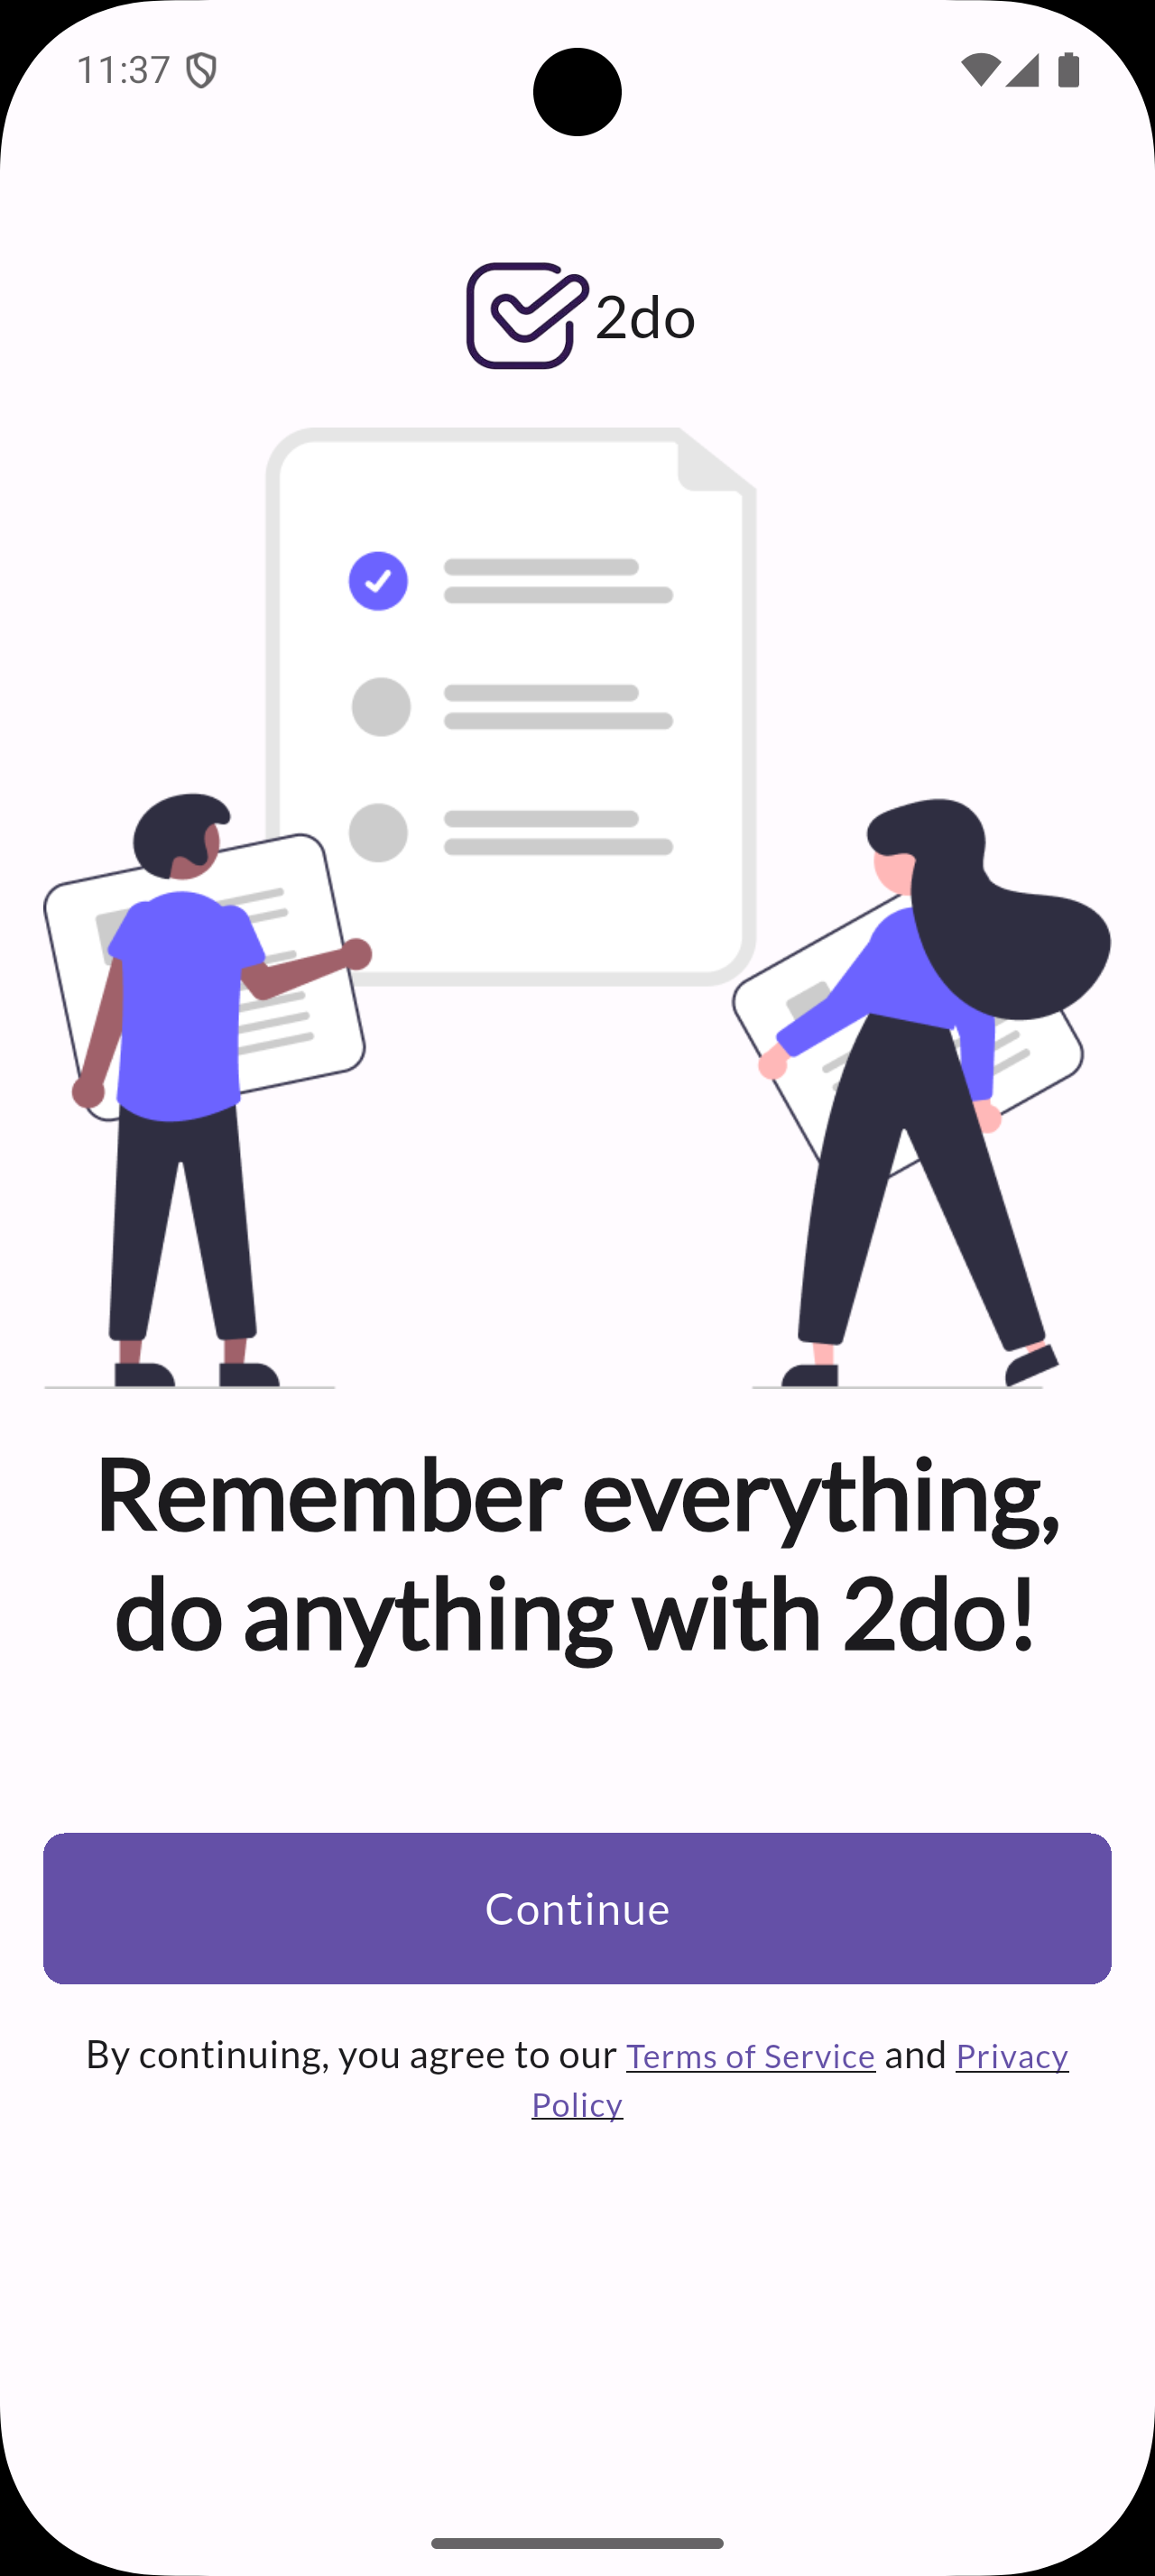 11:37
2do
Remember everything,
do anything with 2do!
Continue
By continuing, you agree to our Terms of Service and Privacy
Policy